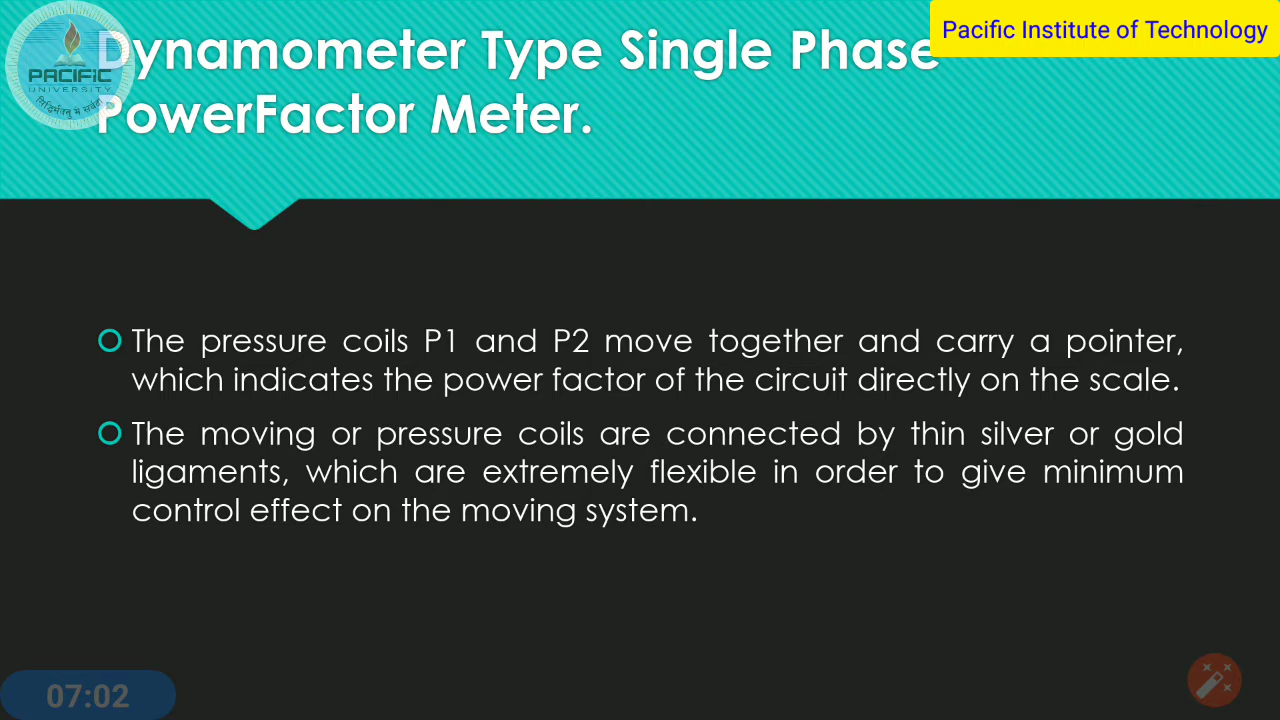 Dynamometer Type Single Phase
PowerFactor Meter.
Pacific Institute of Technology
PACIFIC
UNIVERSITY
The pressure coils P1 and P2 move together and carry a pointer,
which indicates the power factor of the circuit directly on the scale.
The moving or pressure coils are connected by thin silver or gold
ligaments, which are extremely flexible in order to give minimum
control effect on the moving system.
07:02